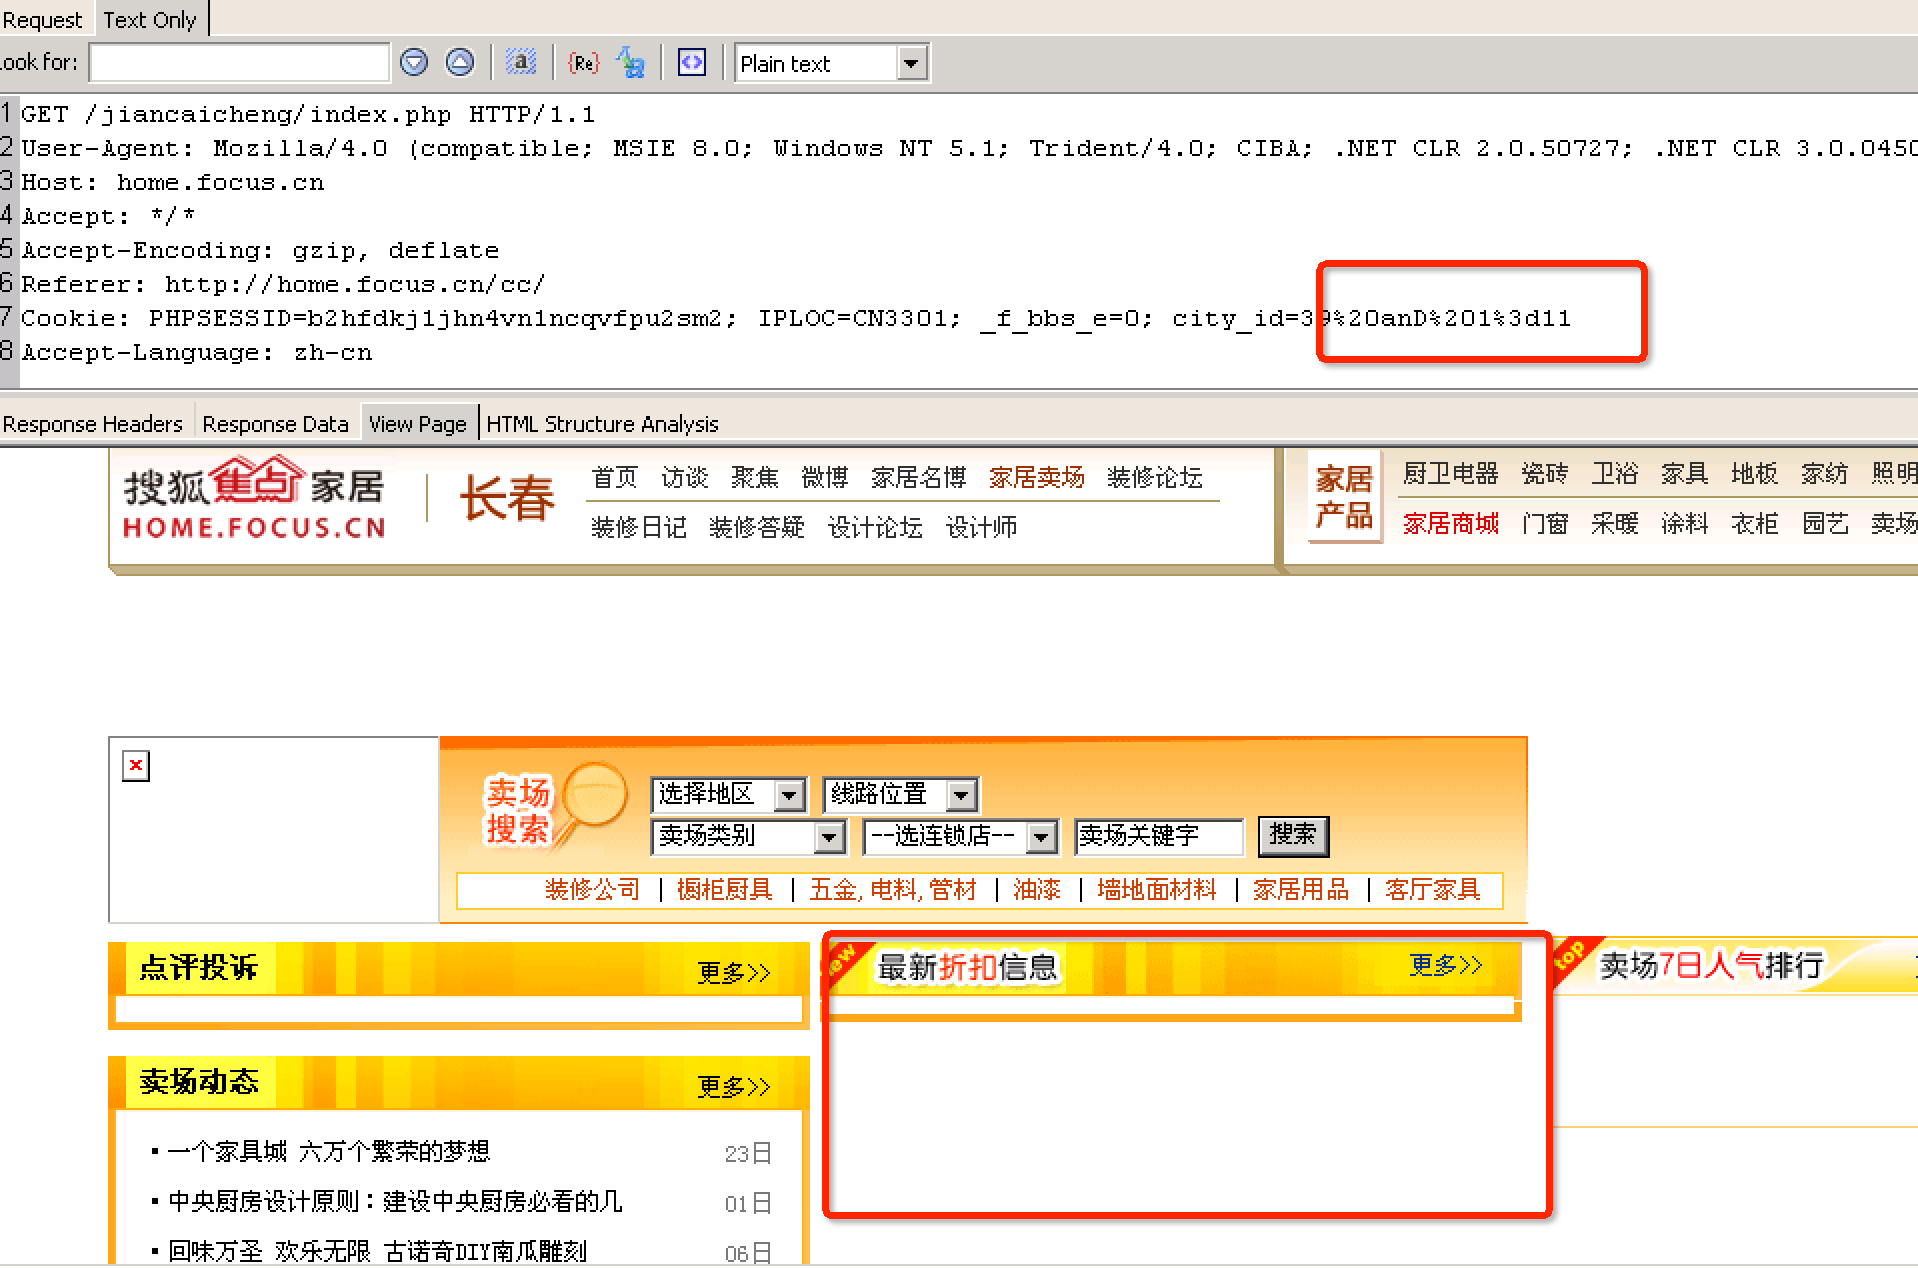 Request Text Only
ook for: Plain text
1 GET /jiancaicheng/index.php HTTP/1.1
2 User-Agent: Mozilla/4.0 (compatible; MSIE 8.0; Windows NT 5.1; Trident/4.0; CIBA; .NET CLR 2.0.50727; .NET CLR 3.0.0450
3 Host: home.focus.cn
4 Accept: */*
5 Accept-Encoding: gzip, deflate
6 Referer: http://home.focus.cn/cc/
7 Cookie: PHPSESSID=b2hfdkj1jhn4vn1ncqvfpu2sm2; IPLOC=CN3301; _f_bbs_e=0; city_id=39%20anD%201%3d11
8 Accept-Language: zh-cn
Response Headers Response Data View Page HTML Structure Analysis
搜狐焦点家居
HOME.FOCUS.CN
长春
首页 访谈 聚焦 微博 家居名博 家居卖场 装修论坛
装修日记 装修答疑 设计论坛 设计师
家居
产品
厨卫电器 瓷砖 卫浴 家具 地板 家纺 照明
家居商城 门窗 采暖 涂料 衣柜 园艺 卖场
卖场
搜索
选择地区 线路位置
卖场类别 --选连锁店-- 卖场关键字 搜索
装修公司 | 橱柜厨具 | 五金,电料,管材 | 油漆 | 墙地面材料 | 家居用品 | 客厅家具
点评投诉 更多>>
new 最新折扣信息 更多>>
top 卖场7日人气排行
卖场动态 更多>>
▪ 一个家具城 六万个繁荣的梦想 23日
▪ 中央厨房设计原则：建设中央厨房必看的几 01日
▪ 回味万圣 欢乐无限 古诺奇DIY南瓜雕刻 06日